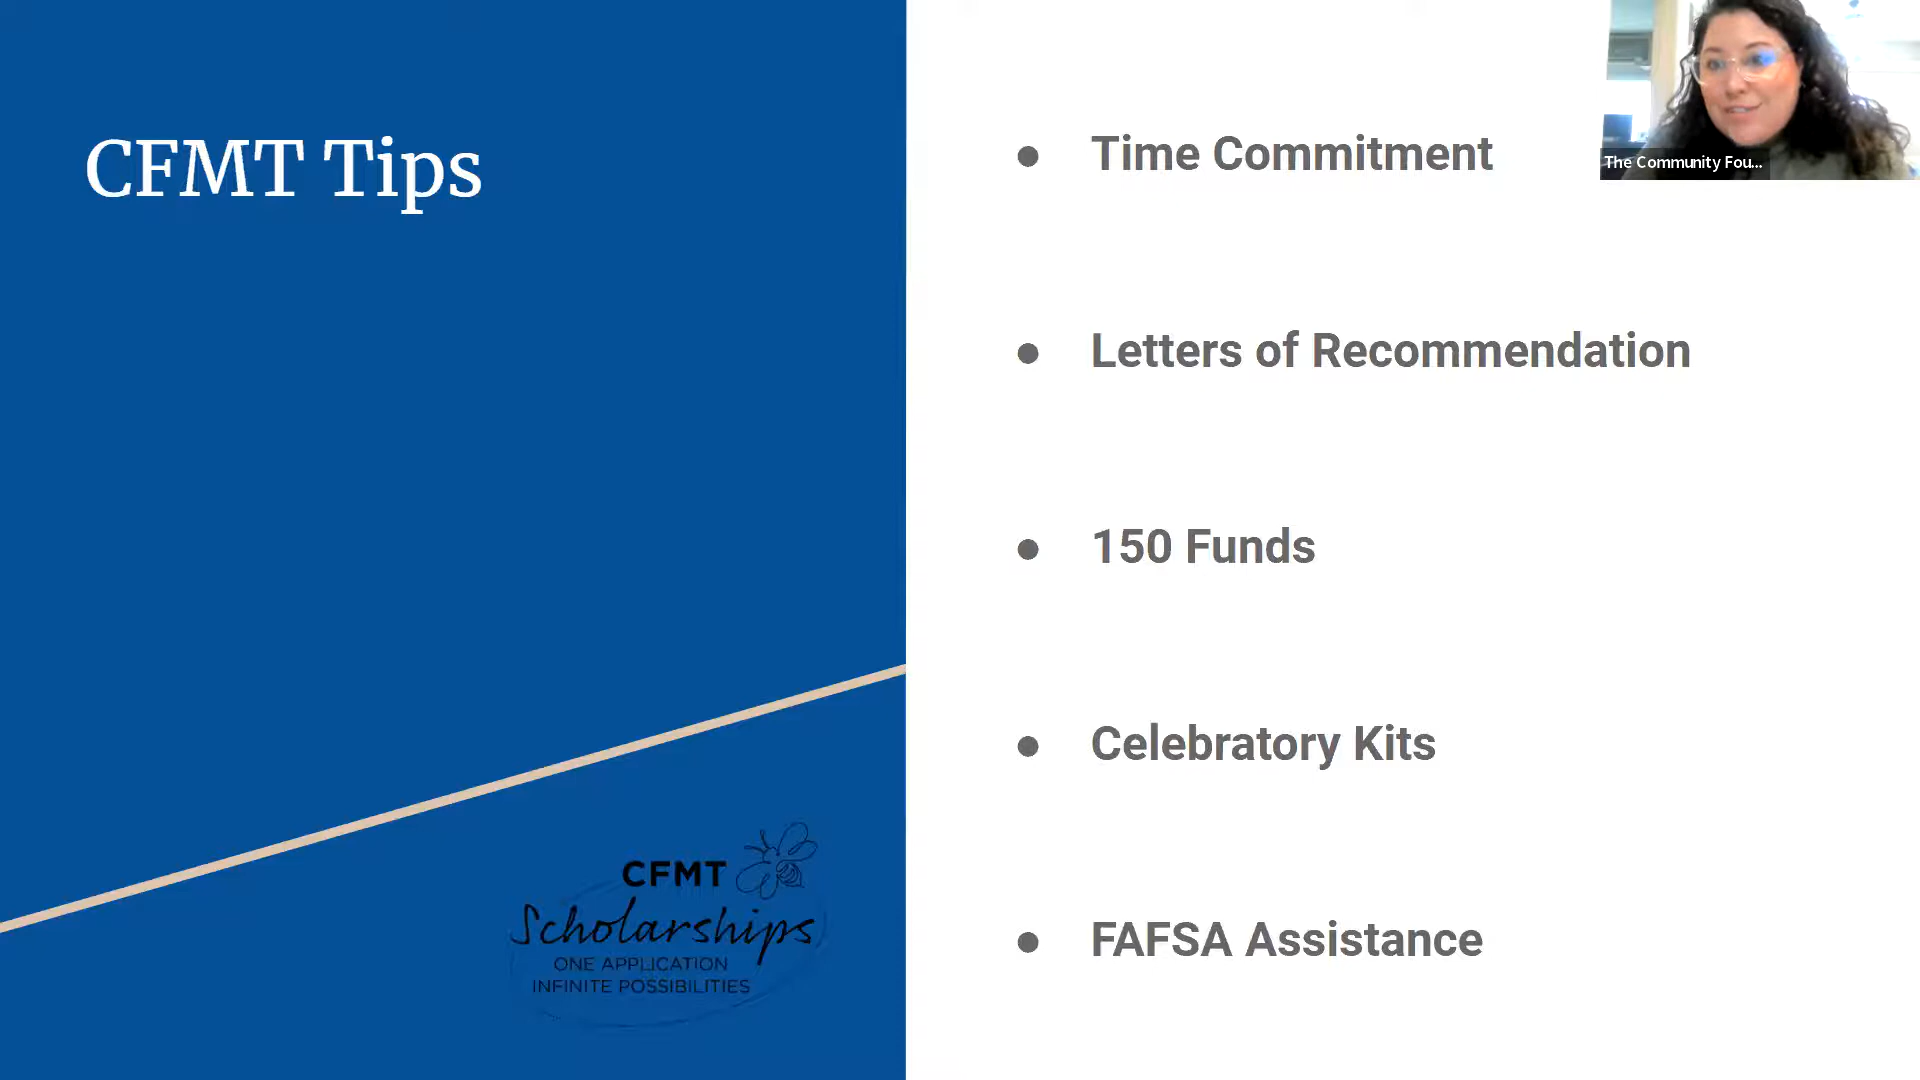 CFMT Tips
Time Commitment
Letters of Recommendation
150 Funds
Celebratory Kits
FAFSA Assistance
The Community Fou...
CFMT
Scholarships
ONE APPLICATION
INFINITE POSSIBILITIES